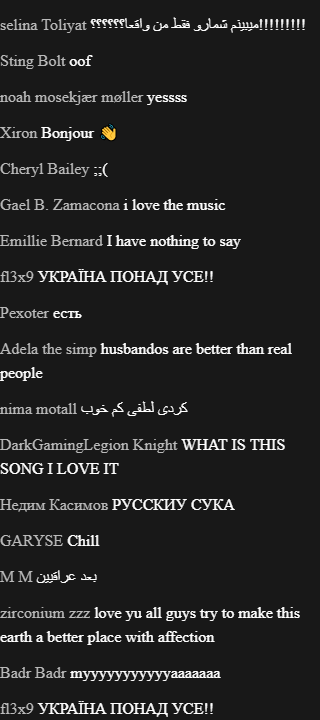 selina Toliyat میبینم شمارو فقط من واقعا؟؟؟؟؟؟!!!!!!!!!
Sting Bolt oof
noah mosekjær møller yessss
Xiron Bonjour 👋
Cheryl Bailey ;;(
Gael B. Zamacona i love the music
Emillie Bernard I have nothing to say
fl3x9 УКРАЇНА ПОНАД УСЕ!!
Pexoter есть
Adela the simp husbandos are better than real
people
nima motall کردی لطفی کم خوب
DarkGamingLegion Knight WHAT IS THIS
SONG I LOVE IT
Недим Касимов РУССКИУ СУКА
GARYSE Chill
M M بعد عراقيين
zirconium zzz love yu all guys try to make this
earth a better place with affection
Badr Badr myyyyyyyyyyyaaaaaaa
fl3x9 УКРАЇНА ПОНАД УСЕ!!